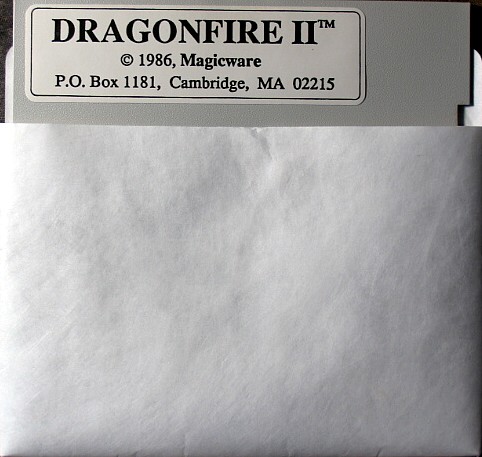 DRAGONFIRE II™
© 1986, Magicware
P.O. Box 1181, Cambridge, MA 02215